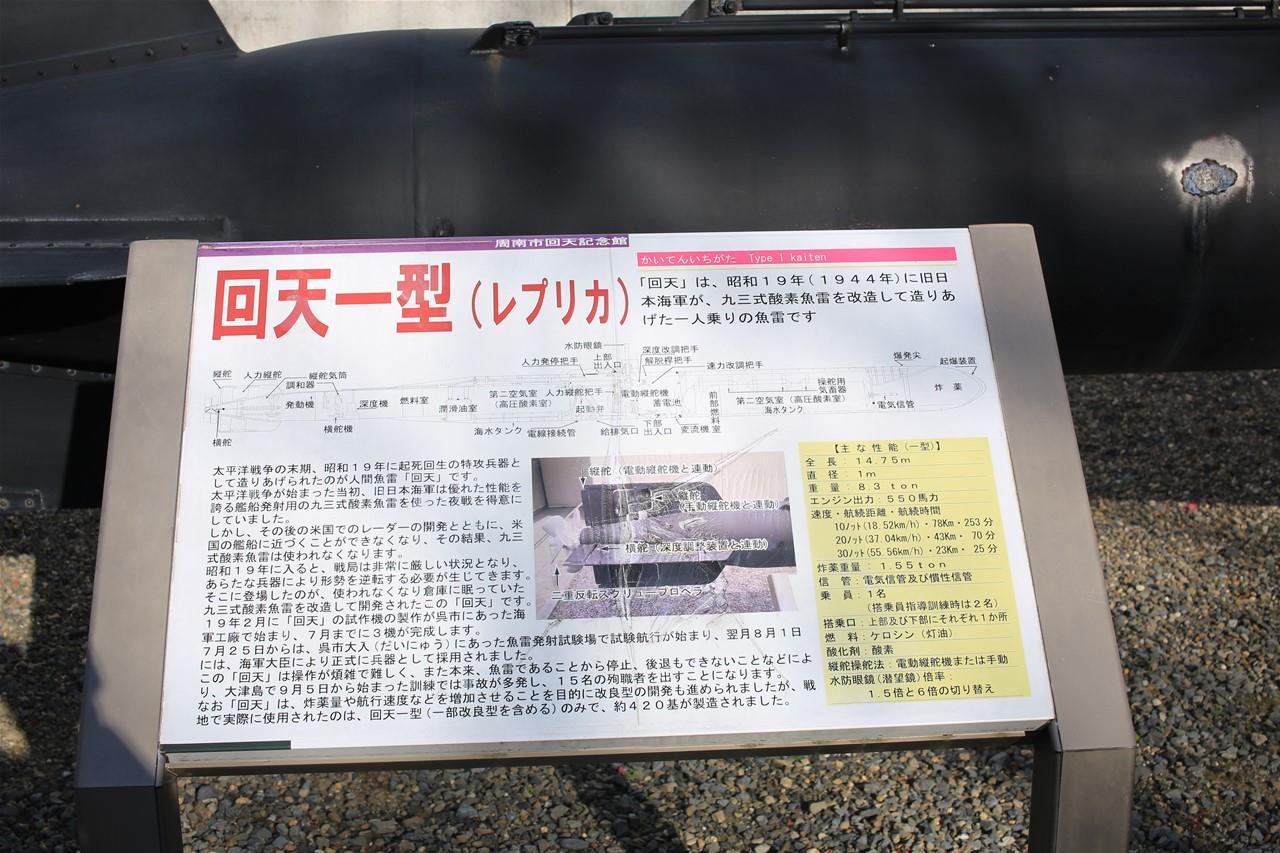 周南市回天記念館
回天一型(レプリカ)
かいてんいちがた Type 1 kaiten
「回天」は、昭和19年(1944年)に旧日
本海軍が、九三式酸素魚雷を改造して造りあ
げた一人乗りの魚雷です
水防眼鏡
人力発停把手
上部
出入口
深度改調把手
解脱桿把手
速力改調把手
爆発尖
起爆装置
縦舵
人力縦舵
縦舵気筒
調和器
発動機
横舵
横舵機
深度機
燃料室
潤滑油室
第二空気室
(高圧酸素室)
人力縦舵把手
起動弁
海水タンク
電線接続管
給排気口
電動縦舵機
蓄電池
下部
出入口
変流機
前部燃料室
第一空気室
(高圧酸素室)
海水タンク
操舵用
気蓄器
電気信管
炸薬
太平洋戦争の末期、昭和19年に起死回生の特攻兵器と
して造りあげられたのが人間魚雷「回天」です。
太平洋戦争が始まった当初、旧日本海軍は優れた性能を
誇る艦船発射用の九三式酸素魚雷を使った夜戦を得意に
していました。
しかし、その後の米国でのレーダーの開発とともに、米
国の艦船に近づくことができなくなり、その結果、九三
式酸素魚雷は使われなくなります。
昭和19年に入ると、戦局は非常に厳しい状況となり、
あらたな兵器により形勢を逆転する必要が生じてきます。
そこに登場したのが、使われなくなり倉庫に眠っていた
九三式酸素魚雷を改造して開発されたこの「回天」です。
19年2月に「回天」の試作機の製作が呉市にあった海
軍工廠で始まり、7月までに3機が完成します。
7月25日からは、呉市大入(だいにゅう)にあった魚雷発射試験場で試験航行が始まり、翌月8月1日
には、海軍大臣により正式に兵器として採用されました。
この「回天」は操作が煩雑で難しく、また本来、魚雷であることから停止、後退もできないことなどによ
り、大津島で9月5日から始まった訓練では事故が多発し、15名の殉職者を出すことになります。
なお「回天」は、炸薬量や航行速度などを増加させることを目的に改良型の開発も進められましたが、戦
地で実際に使用されたのは、回天一型(一部改良型を含める)のみで、約420基が製造されました。
縦舵(電動縦舵機と連動)
縦舵
(手動縦舵機と連動)
横舵(深度調整装置と連動)
二重反転スクリュープロペラ
【主な性能(一型)】
全長:14.75m
直径:1m
重量:8.3ton
エンジン出力:550馬力
速度・航続距離・航続時間
10ノット(18.52km/h)・78Km・253分
20ノット(37.04km/h)・43Km・70分
30ノット(55.56km/h)・23Km・25分
炸薬重量:1.55ton
信管:電気信管及び慣性信管
乗員:1名
(搭乗員指導訓練時は2名)
搭乗口:上部及び下部にそれぞれ1か所
燃料:ケロシン(灯油)
酸化剤:酸素
縦舵操舵法:電動縦舵機または手動
水防眼鏡(潜望鏡)倍率:
1.5倍と6倍の切り替え